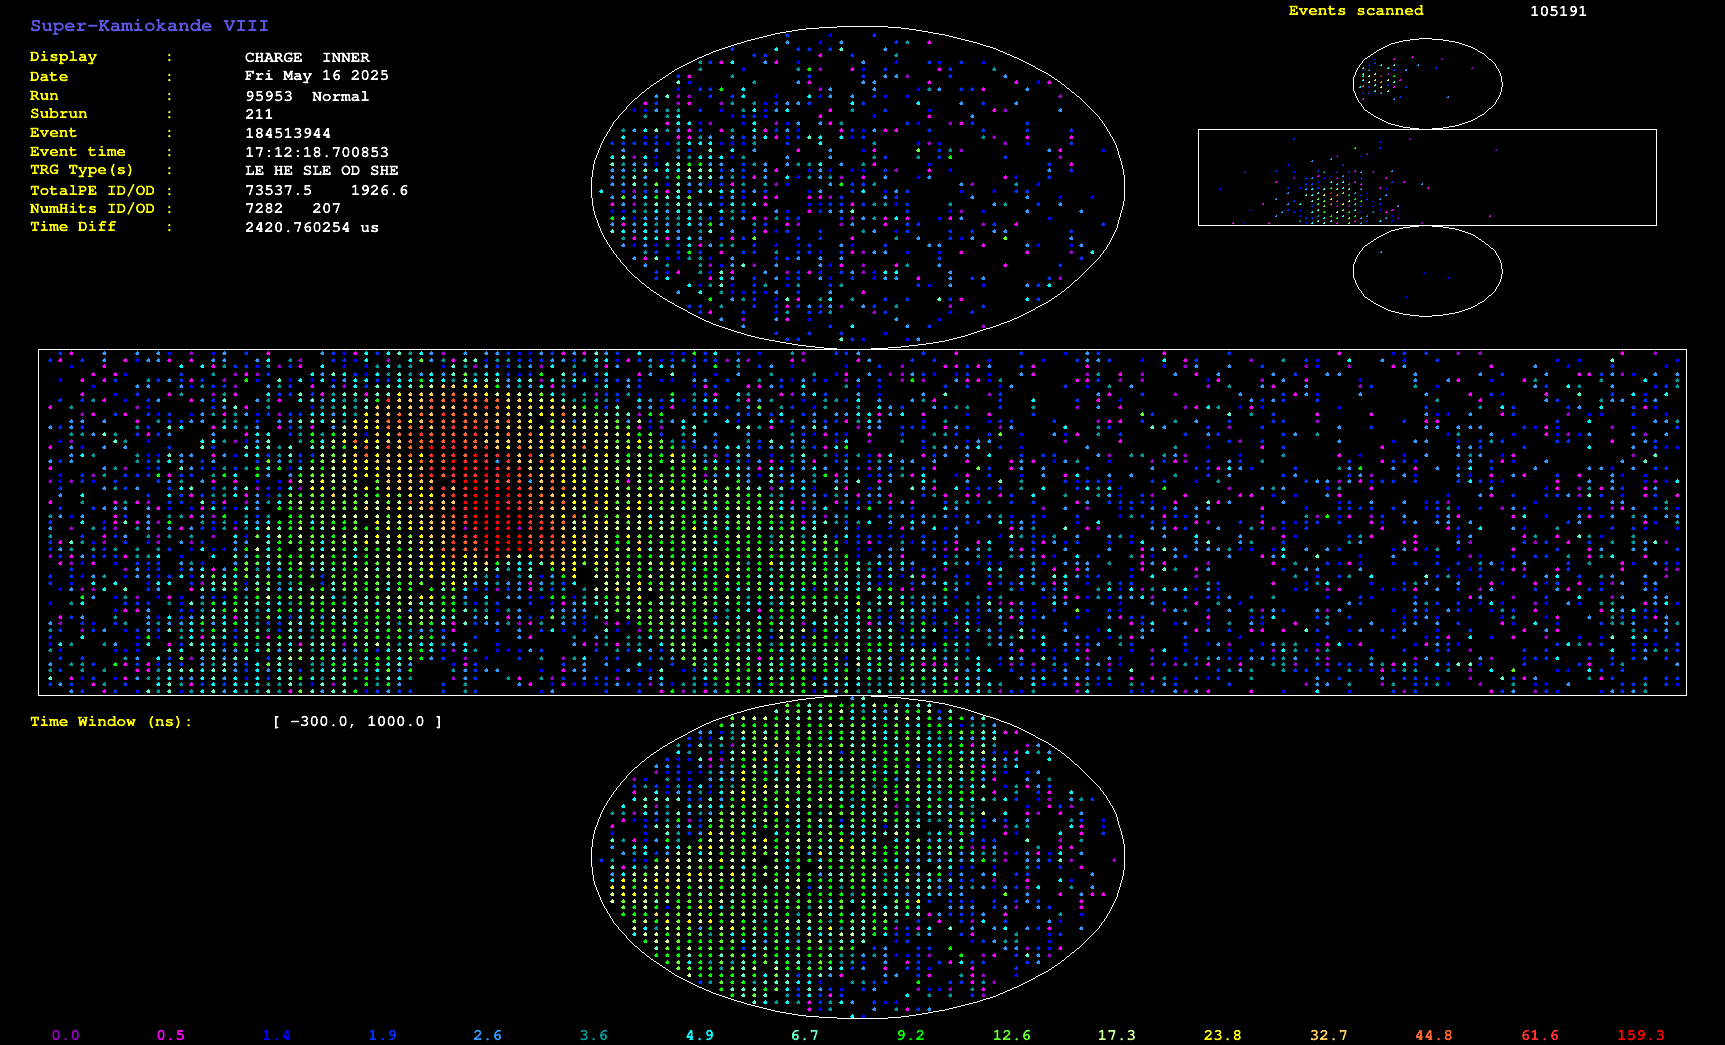 Super-Kamiokande VIII
Display : CHARGE INNER
Date : Fri May 16 2025
Run : 95953 Normal
Subrun : 211
Event : 184513944
Event time : 17:12:18.700853
TRG Type(s) : LE HE SLE OD SHE
TotalPE ID/OD : 73537.5 1926.6
NumHits ID/OD : 7282 207
Time Diff : 2420.760254 us
Events scanned 105191
Time Window (ns): [ -300.0, 1000.0 ]
0.0 0.5 1.4 1.9 2.6 3.6 4.9 6.7 9.2 12.6 17.3 23.8 32.7 44.8 61.6 159.3